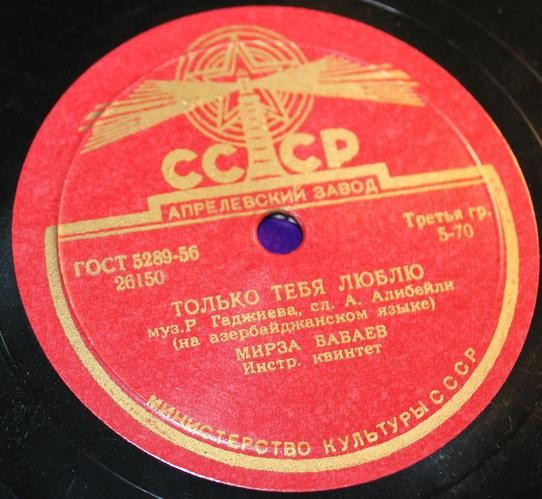 СССР
АПРЕЛЕВСКИЙ ЗАВОД
ГОСТ 5289-56
26150
Третья гр.
5-70
ТОЛЬКО ТЕБЯ ЛЮБЛЮ
муз.Р. Гаджиева, сл. А. Алибейли
(на азербайджанском языке)
МИРЗА БАБАЕВ
Инстр. квинтет
МИНИСТЕРСТВО КУЛЬТУРЫ СССР